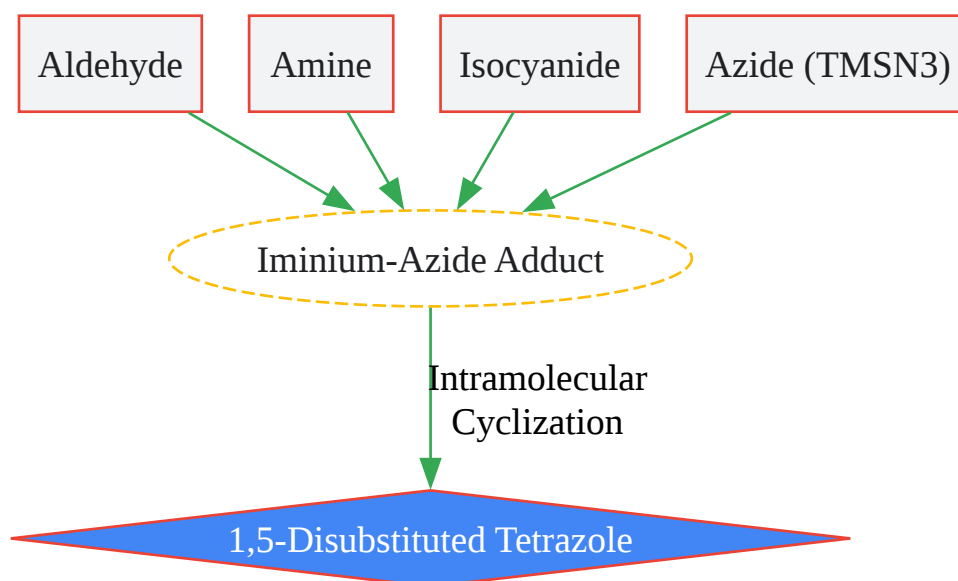 Aldehyde
Amine
Isocyanide
Azide (TMSN3)
Iminium-Azide Adduct
Intramolecular
Cyclization
1,5-Disubstituted Tetrazole